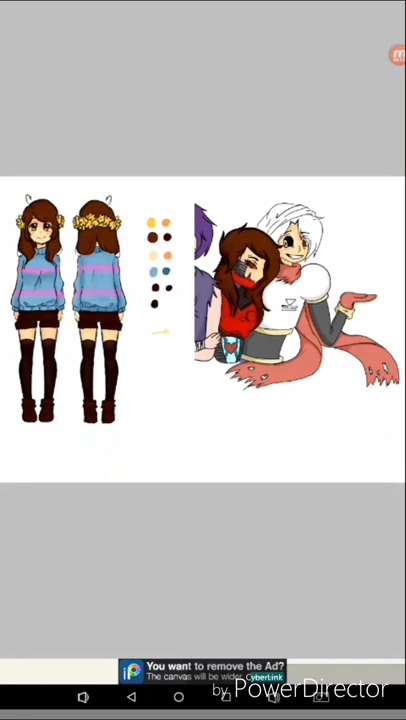 You want to remove the Ad?
The canvas will be wider.
CyberLink
by PowerDirector